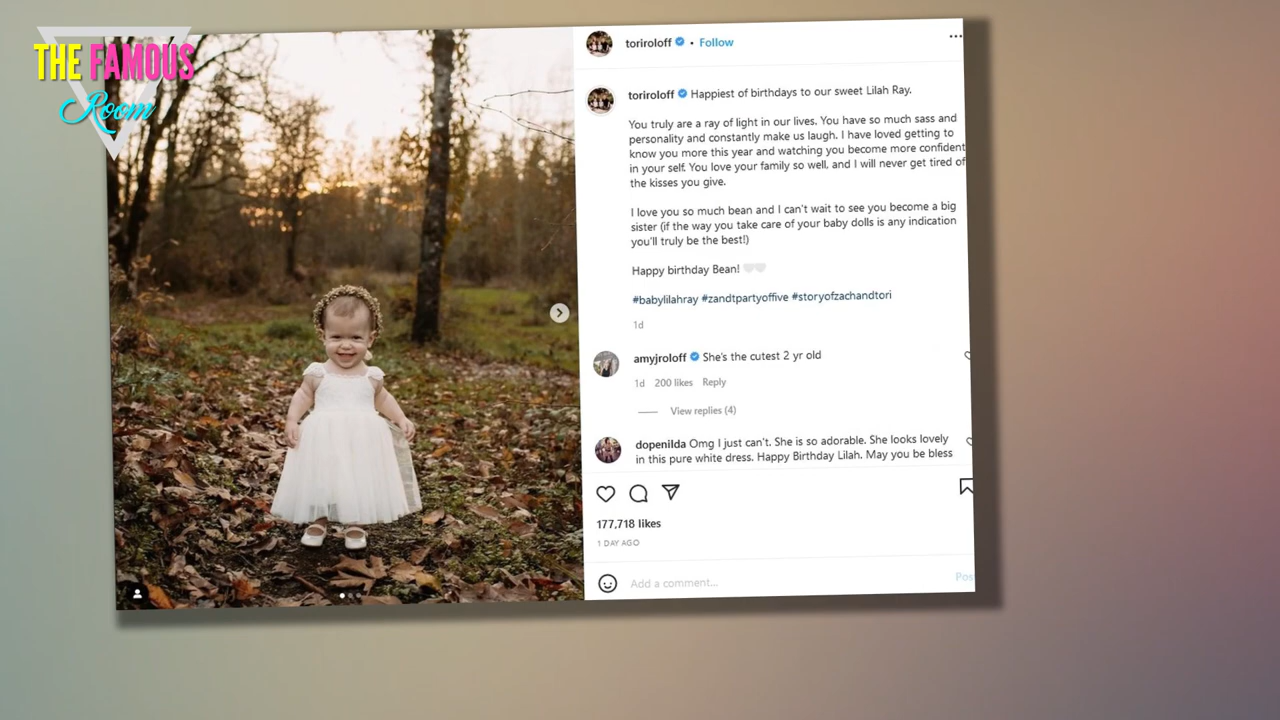 THE FAMOUS
Room
toriroloff • Follow
toriroloff Happiest of birthdays to our sweet Lilah Ray.
You truly are a ray of light in our lives. You have so much sass and
personality and constantly make us laugh. I have loved getting to
know you more this year and watching you become more confident
in your self. You love your family so well, and I will never get tired of
the kisses you give.
I love you so much bean and I can't wait to see you become a big
sister (if the way you take care of your baby dolls is any indication
you'll truly be the best!)
Happy birthday Bean! 🤍🤍
#babylilahray #zandtpartyoffive #storyofzachandtori
1d
amyjroloff She's the cutest 2 yr old
1d 200 likes Reply
View replies (4)
dopenilda Omg I just can't. She is so adorable. She looks lovely
in this pure white dress. Happy Birthday Lilah. May you be bless
177,718 likes
1 DAY AGO
Add a comment...
Pos